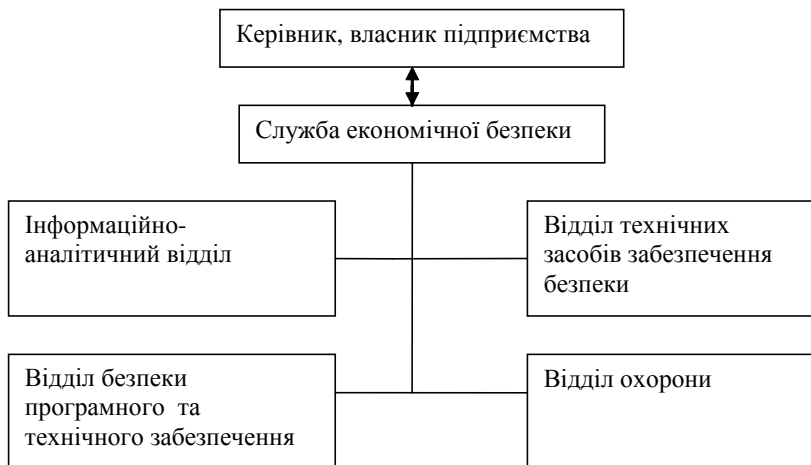 Керівник, власник підприємства
Служба економічної безпеки
Інформаційно-
аналітичний відділ
Відділ технічних
засобів забезпечення
безпеки
Відділ безпеки
програмного та
технічного забезпечення
Відділ охорони